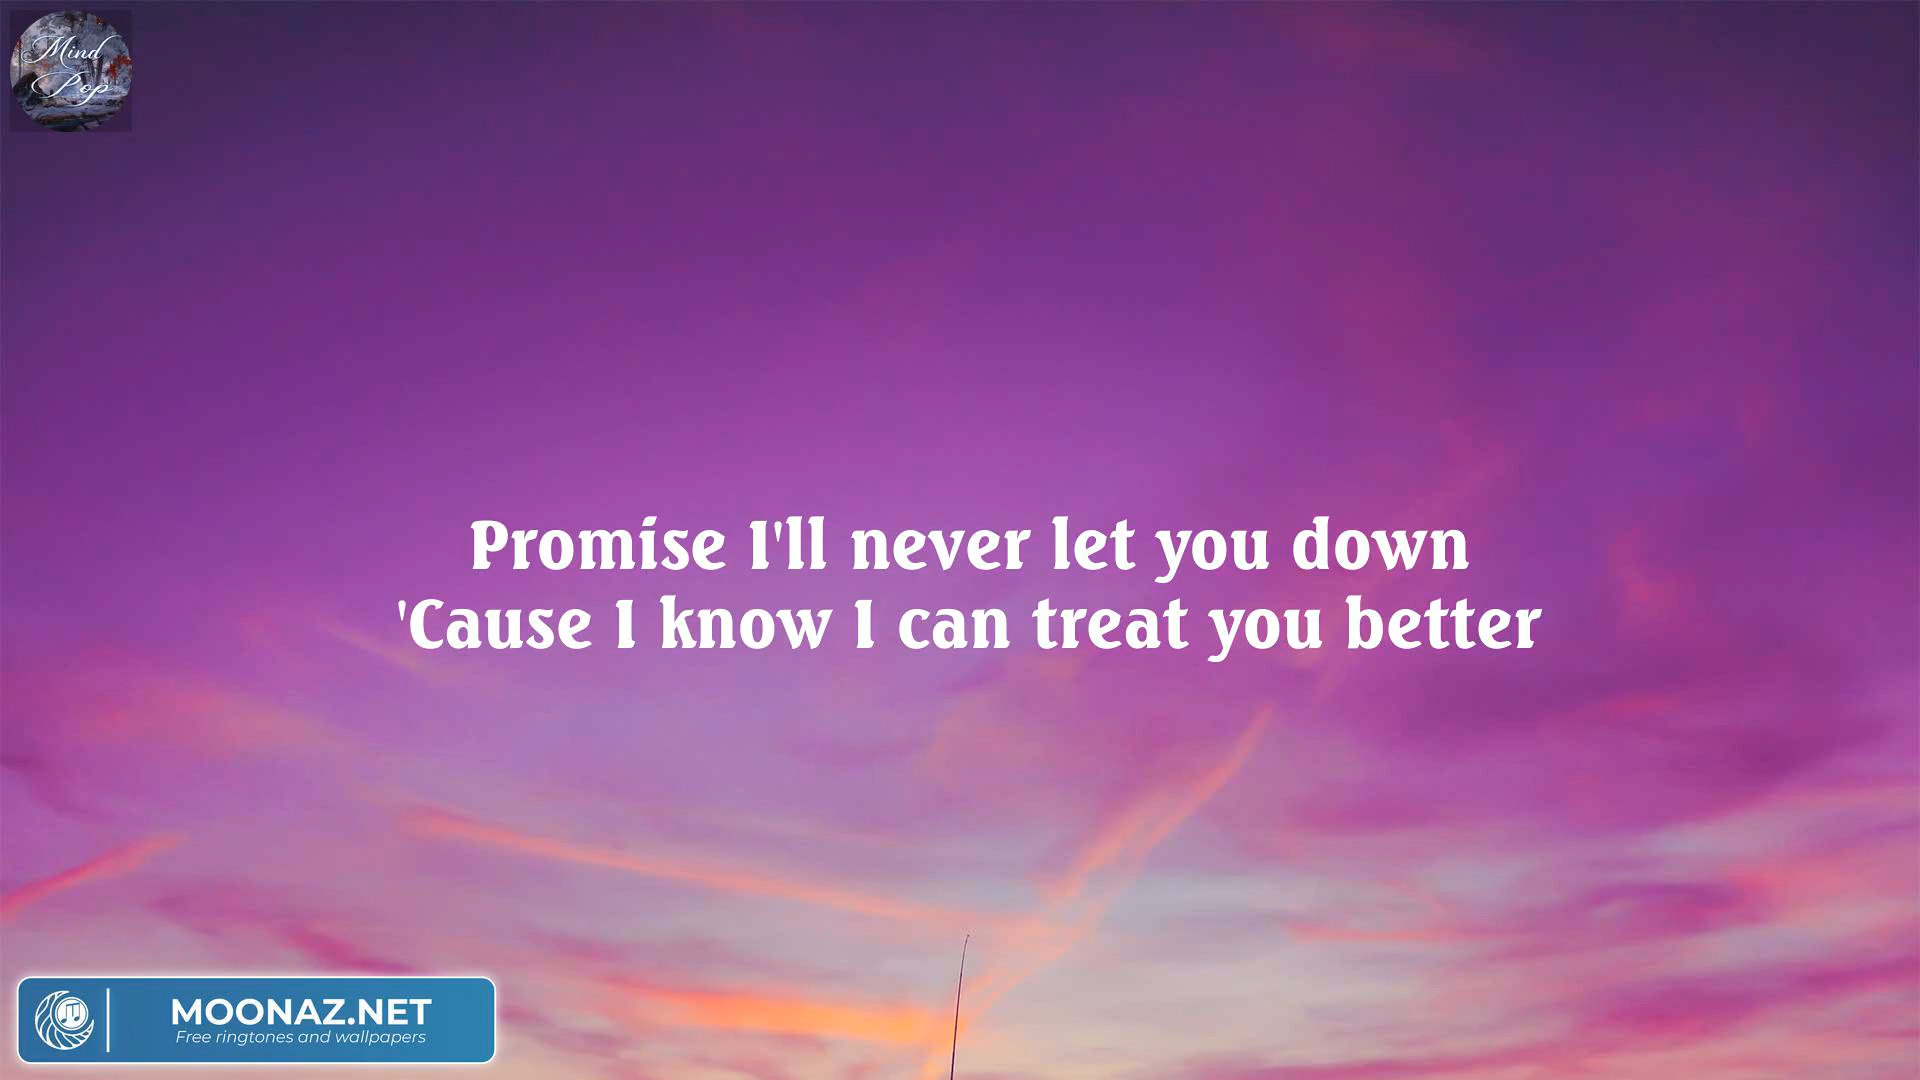 Mind
Pop
Promise I'll never let you down
'Cause I know I can treat you better
MOONAZ.NET
Free ringtones and wallpapers